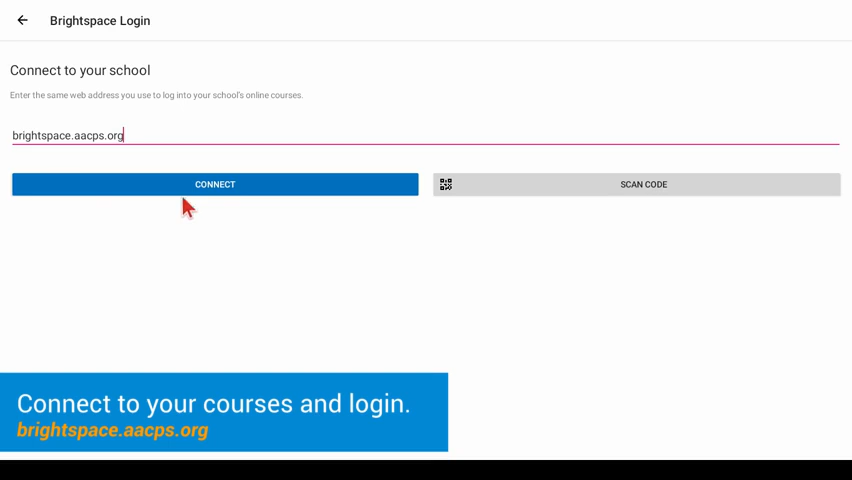 Brightspace Login
Connect to your school
Enter the same web address you use to log into your school's online courses.
brightspace.aacps.org
CONNECT
SCAN CODE
Connect to your courses and login.
brightspace.aacps.org